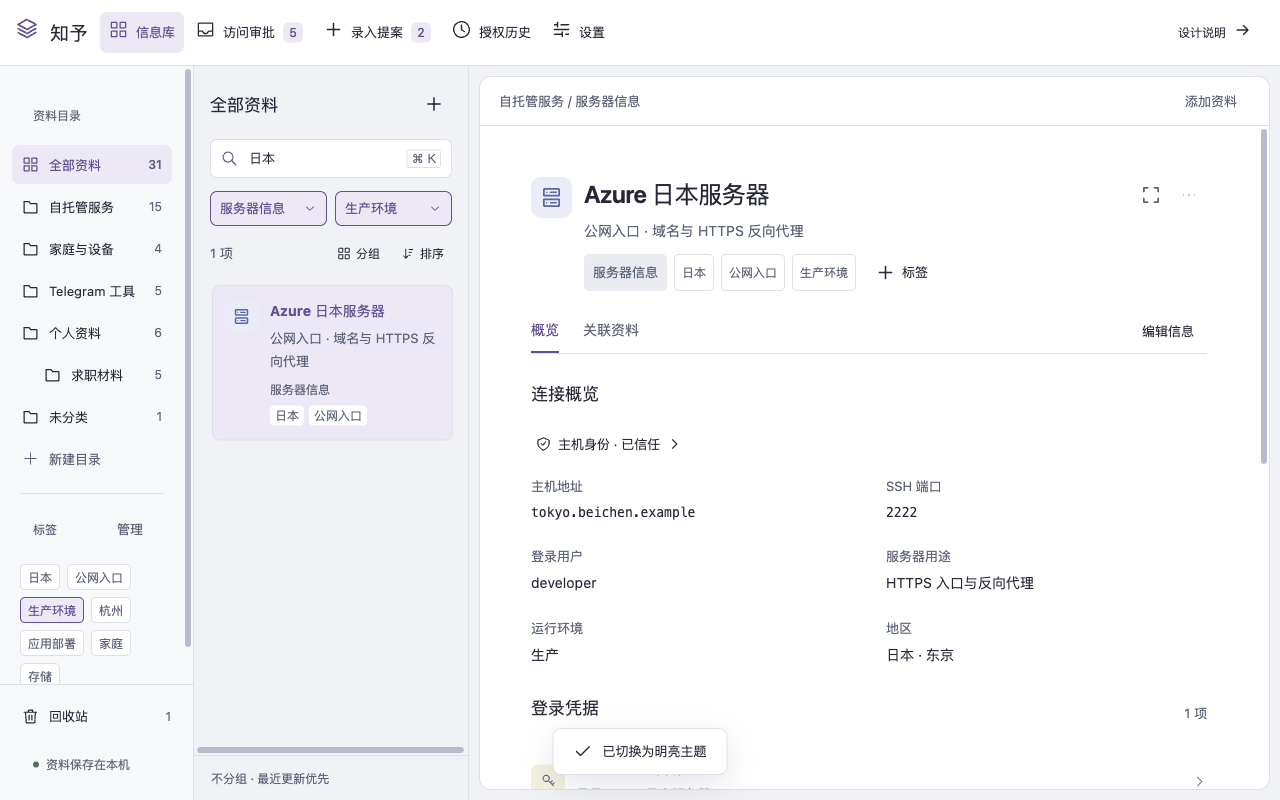 知予
信息库
访问审批 5
录入提案 2
授权历史
设置
设计说明
资料目录
全部资料 31
自托管服务 15
家庭与设备 4
Telegram 工具 5
个人资料 6
求职材料 5
未分类 1
新建目录
标签 管理
日本 公网入口
生产环境 杭州
应用部署 家庭
存储
回收站 1
资料保存在本机
全部资料
日本 ⌘ K
服务器信息 生产环境
1 项 分组 排序
Azure 日本服务器
公网入口 · 域名与 HTTPS 反
向代理
服务器信息
日本 公网入口
不分组 · 最近更新优先
自托管服务 / 服务器信息 添加资料
Azure 日本服务器
公网入口 · 域名与 HTTPS 反向代理
服务器信息 日本 公网入口 生产环境 标签
概览 关联资料 编辑信息
连接概览
主机身份 · 已信任
主机地址 SSH 端口
tokyo.beichen.example 2222
登录用户 服务器用途
developer HTTPS 入口与反向代理
运行环境 地区
生产 日本 · 东京
登录凭据 1 项
已切换为明亮主题